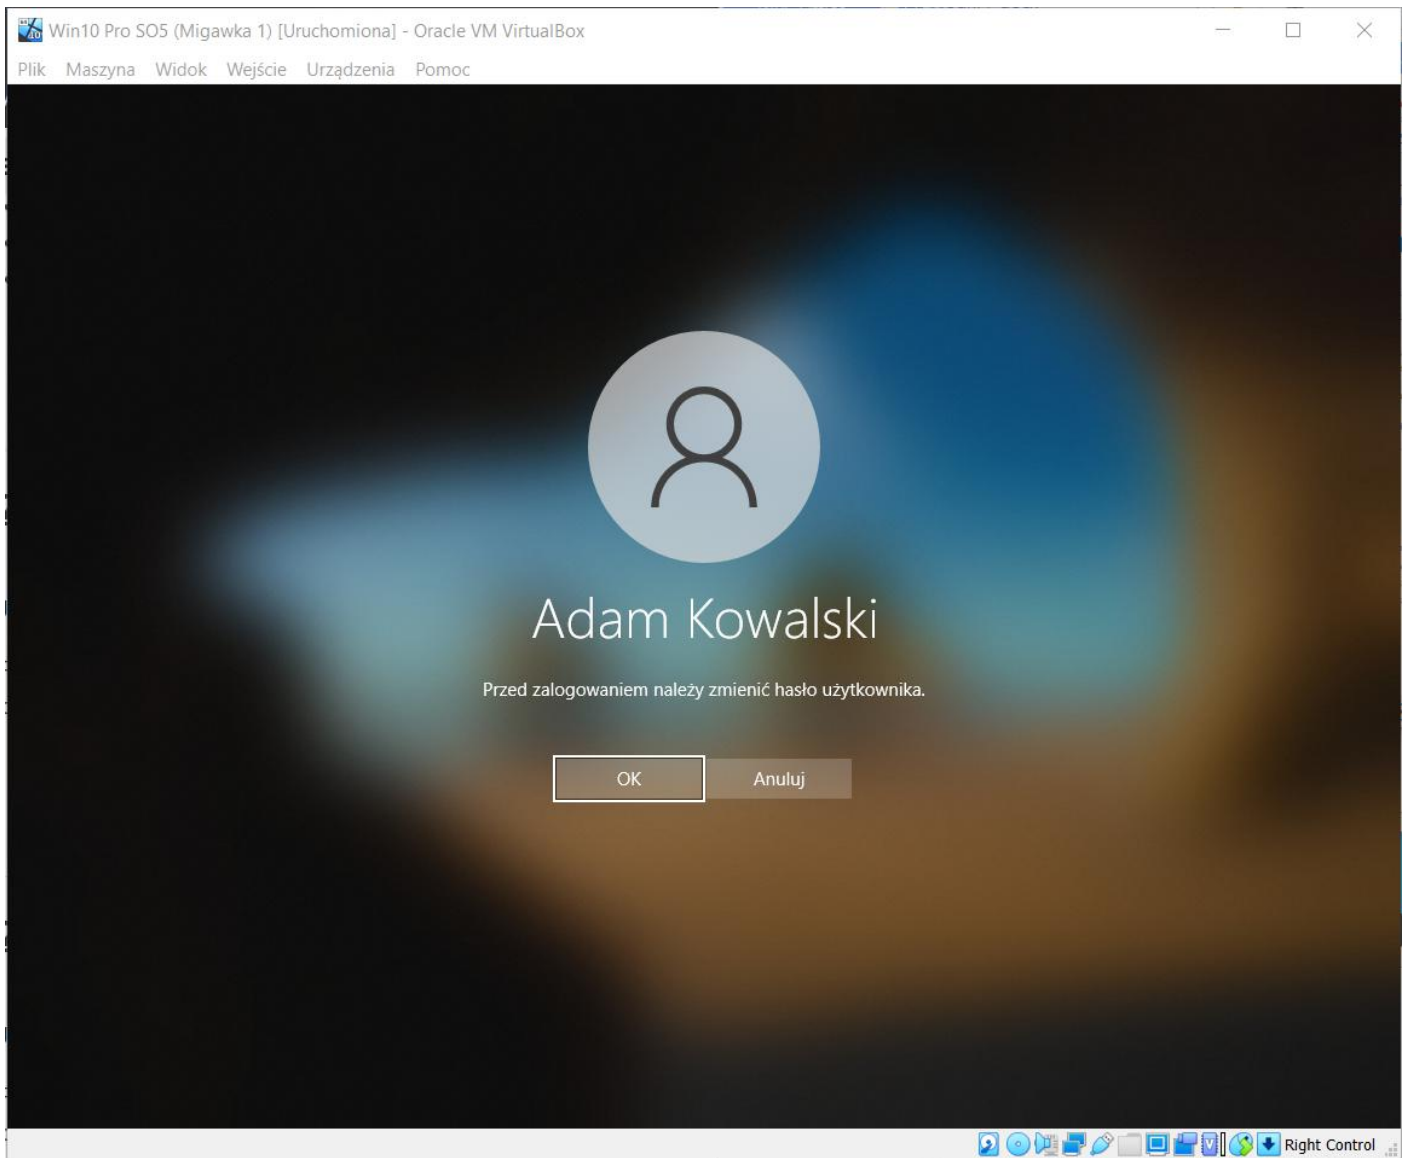 Win10 Pro SO5 (Migawka 1) [Uruchomiona] - Oracle VM VirtualBox
Plik Maszyna Widok Wejście Urządzenia Pomoc
Adam Kowalski
Przed zalogowaniem należy zmienić hasło użytkownika.
OK Anuluj
Right Control